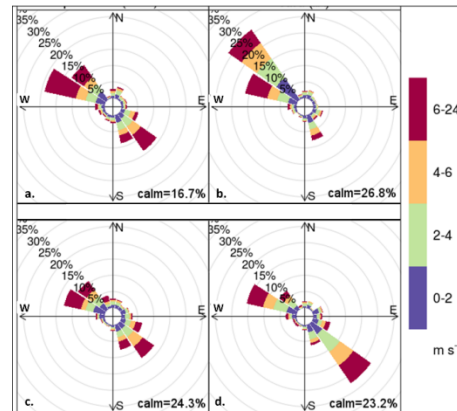 N
35%
30%
25%
20%
15%
10%
5%
W
E
S
a.
calm=16.7%
N
35%
30%
25%
20%
15%
10%
5%
E
S
b.
calm=26.8%
N
35%
30%
25%
20%
15%
10%
5%
W
E
S
c.
calm=24.3%
N
35%
30%
25%
20%
15%
10%
5%
W
E
S
d.
calm=23.2%
6-24
4-6
2-4
0-2
m s